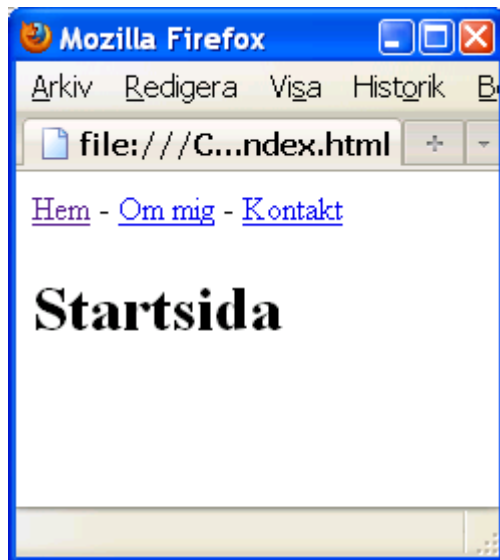 Mozilla Firefox
Arkiv Redigera Visa Historik
file:///C...ndex.html
Hem - Om mig - Kontakt
Startsida